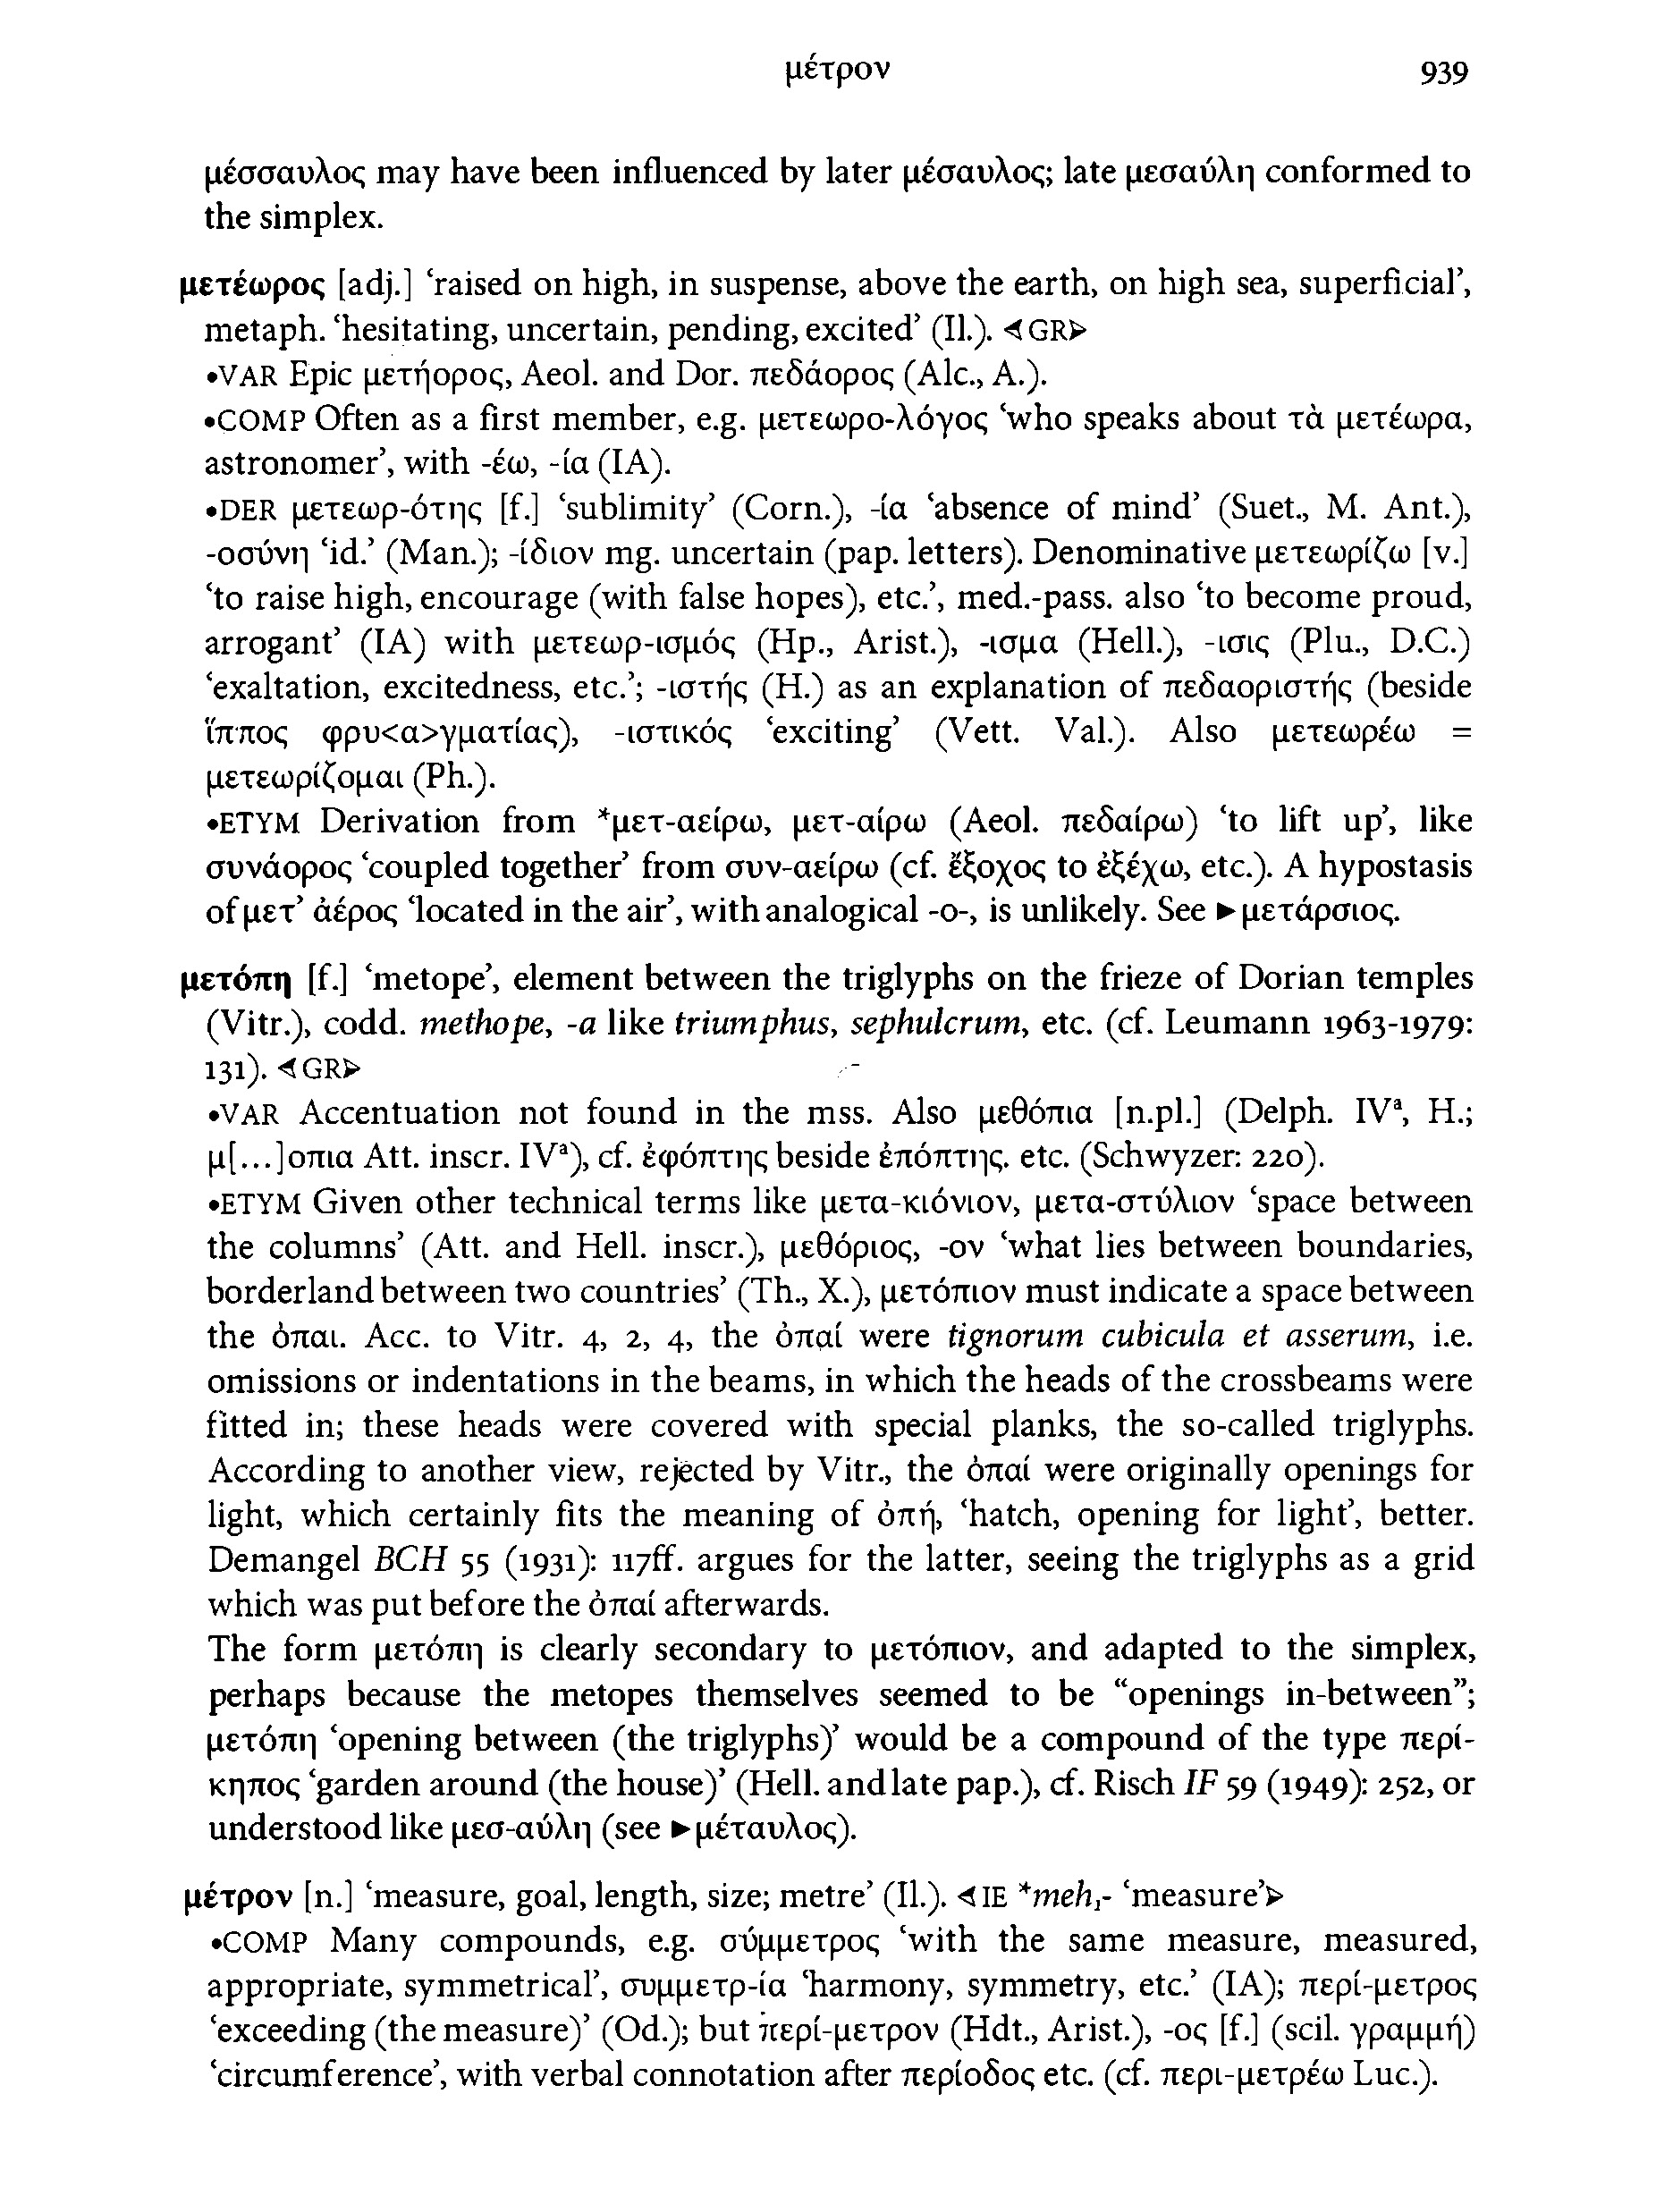 μέτρον 939
μέσσαυλος may have been influenced by later μέσαυλος; late μεσαύλη conformed to
the simplex.
μετέωρος [adj.] ‘raised on high, in suspense, above the earth, on high sea, superficial’,
metaph. ‘hesitating, uncertain, pending, excited’ (Il.). ◁GR▷
•VAR Epic μετήορος, Aeol. and Dor. πεδάορος (Alc., A.).
•COMP Often as a first member, e.g. μετεωρο-λόγος ‘who speaks about τὰ μετέωρα,
astronomer’, with -έω, -ία (IA).
•DER μετεωρ-ότης [f.] ‘sublimity’ (Corn.), -ία ‘absence of mind’ (Suet., M. Ant.),
-οσύνη ‘id.’ (Man.); -ίδιον mg. uncertain (pap. letters). Denominative μετεωρίζω [v.]
‘to raise high, encourage (with false hopes), etc.’, med.-pass. also ‘to become proud,
arrogant’ (IA) with μετεωρ-ισμός (Hp., Arist.), -ισμα (Hell.), -ισις (Plu., D.C.)
‘exaltation, excitedness, etc.’; -ιστής (H.) as an explanation of πεδαοριστής (beside
ἵππος φρυ<α>γματίας), -ιστικός ‘exciting’ (Vett. Val.). Also μετεωρέω =
μετεωρίζομαι (Ph.).
•ETYM Derivation from *μετ-αείρω, μετ-αίρω (Aeol. πεδαίρω) ‘to lift up’, like
συνάορος ‘coupled together’ from συν-αείρω (cf. ἔξοχος to ἐξέχω, etc.). A hypostasis
of μετ’ ἀέρος ‘located in the air’, with analogical -ο-, is unlikely. See ►μετάρσιος.
μετόπη [f.] ‘metope’, element between the triglyphs on the frieze of Dorian temples
(Vitr.), codd. methope, -a like triumphus, sephulcrum, etc. (cf. Leumann 1963-1979:
131). ◁GR▷
•VAR Accentuation not found in the mss. Also μεθόπια [n.pl.] (Delph. IVᵃ, H.;
μ[...]οπια Att. inscr. IVᵃ), cf. ἐφόπτης beside ἐπόπτης. etc. (Schwyzer: 220).
•ETYM Given other technical terms like μετα-κιόνιον, μετα-στύλιον ‘space between
the columns’ (Att. and Hell. inscr.), μεθόριος, -ον ‘what lies between boundaries,
borderland between two countries’ (Th., X.), μετόπιον must indicate a space between
the ὀπαι. Acc. to Vitr. 4, 2, 4, the ὀπαί were tignorum cubicula et asserum, i.e.
omissions or indentations in the beams, in which the heads of the crossbeams were
fitted in; these heads were covered with special planks, the so-called triglyphs.
According to another view, rejected by Vitr., the ὀπαί were originally openings for
light, which certainly fits the meaning of ὀπή, ‘hatch, opening for light’, better.
Demangel BCH 55 (1931): 117ff. argues for the latter, seeing the triglyphs as a grid
which was put before the ὀπαί afterwards.
The form μετόπη is clearly secondary to μετόπιον, and adapted to the simplex,
perhaps because the metopes themselves seemed to be “openings in-between”;
μετόπη ‘opening between (the triglyphs)’ would be a compound of the type περί-
κηπος ‘garden around (the house)’ (Hell. and late pap.), cf. Risch IF 59 (1949): 252, or
understood like μεσ-αύλη (see ►μέταυλος).
μέτρον [n.] ‘measure, goal, length, size; metre’ (Il.). ◁IE *meh₁- ‘measure’▷
•COMP Many compounds, e.g. σύμμετρος ‘with the same measure, measured,
appropriate, symmetrical’, συμμετρ-ία ‘harmony, symmetry, etc.’ (IA); περί-μετρος
‘exceeding (the measure)’ (Od.); but περί-μετρον (Hdt., Arist.), -ος [f.] (scil. γραμμή)
‘circumference’, with verbal connotation after περίοδος etc. (cf. περι-μετρέω Luc.).